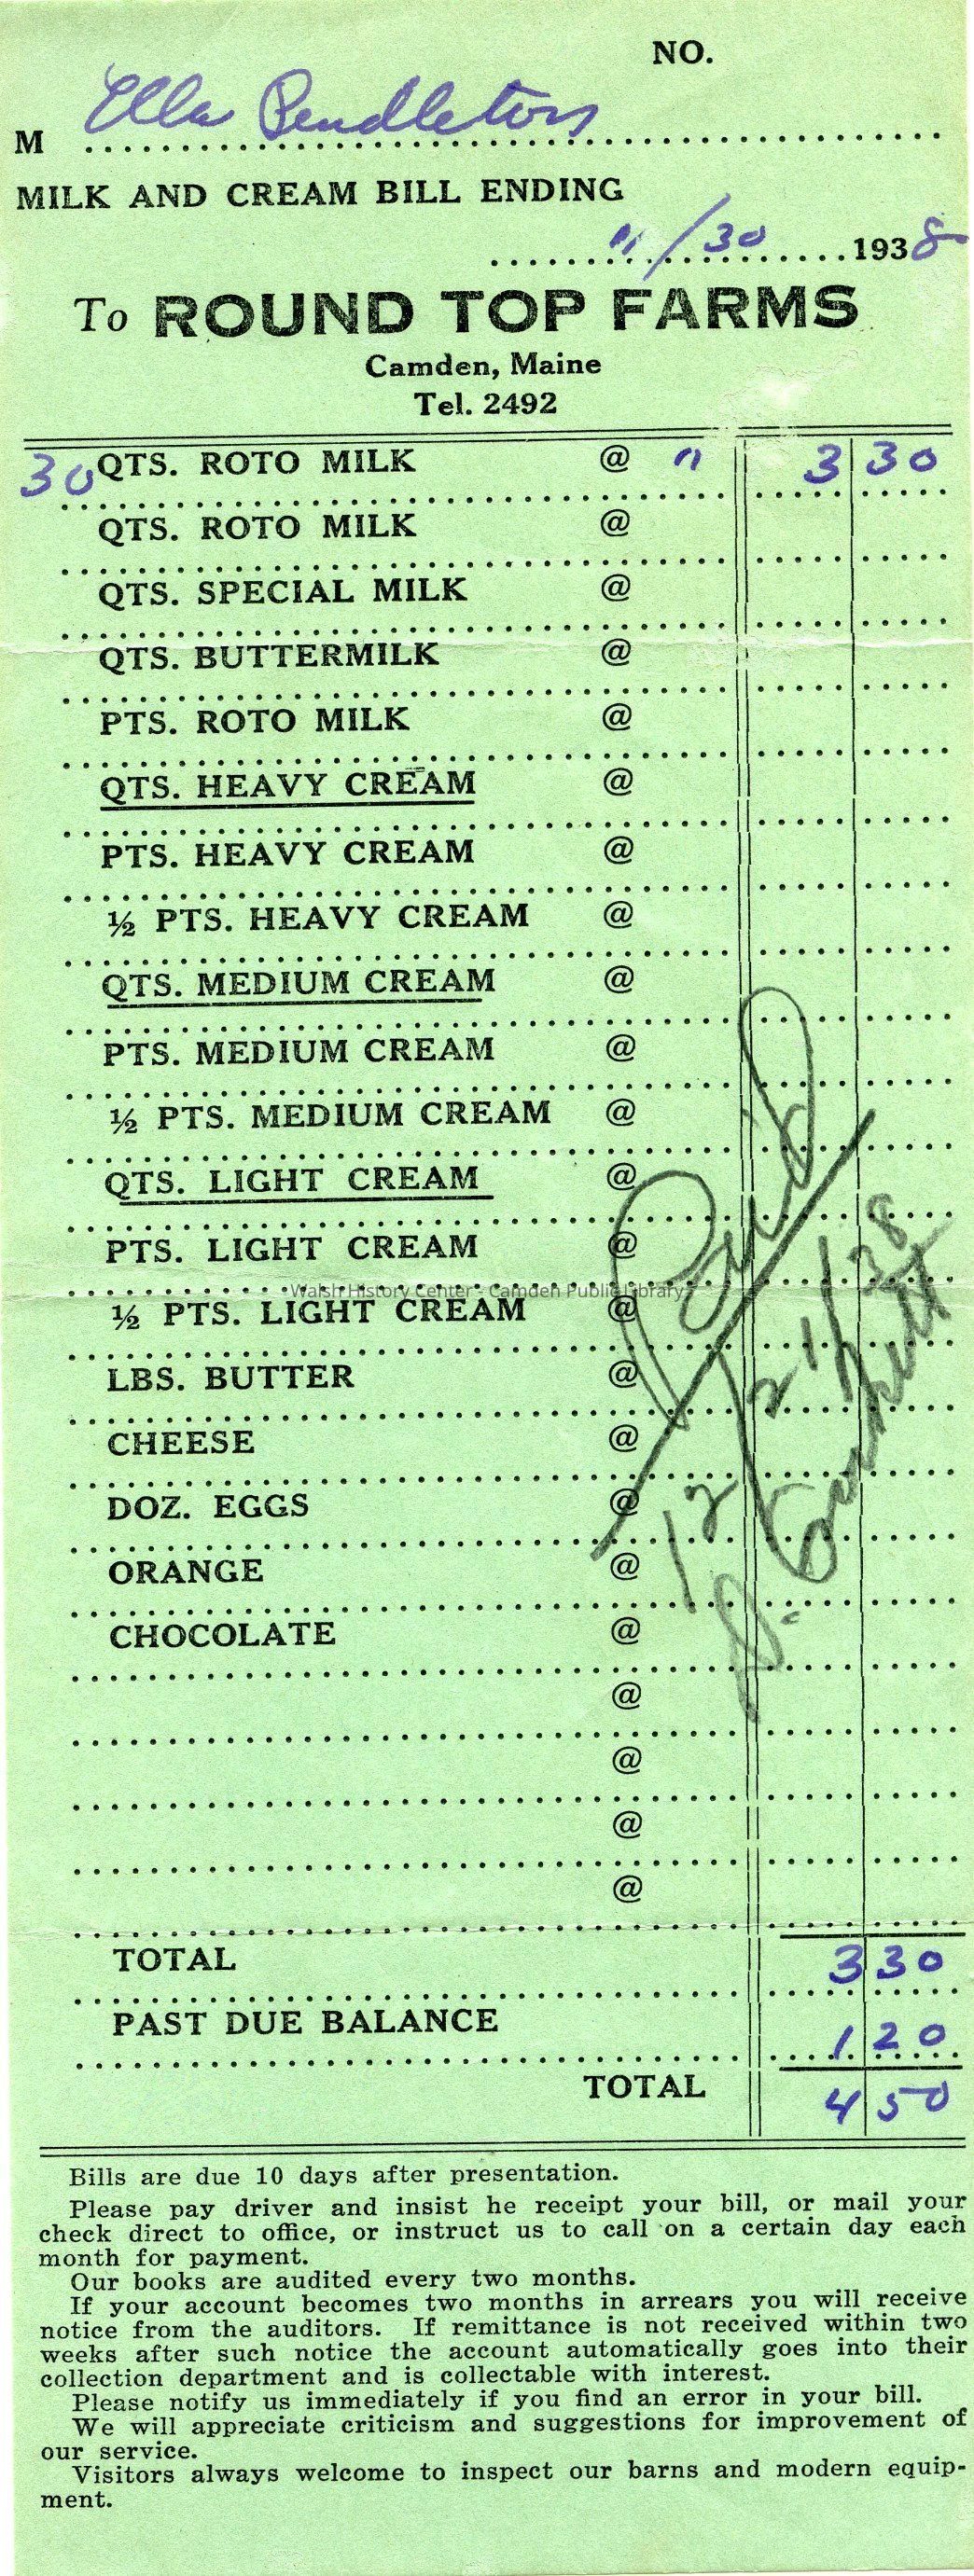 NO.
M Ella Pendleton
MILK AND CREAM BILL ENDING
11/30 1938
To ROUND TOP FARMS
Camden, Maine
Tel. 2492
30 QTS. ROTO MILK @ 11 3 30
QTS. ROTO MILK @
QTS. SPECIAL MILK @
QTS. BUTTERMILK @
PTS. ROTO MILK @
QTS. HEAVY CREAM @
PTS. HEAVY CREAM @
½ PTS. HEAVY CREAM @
QTS. MEDIUM CREAM @
PTS. MEDIUM CREAM @
½ PTS. MEDIUM CREAM @
QTS. LIGHT CREAM @
PTS. LIGHT CREAM @
Walsh History Center - Camden Public Library
½ PTS. LIGHT CREAM @
LBS. BUTTER @
CHEESE @
DOZ. EGGS @
ORANGE @
CHOCOLATE @
@
@
@
@
Paid
TOTAL 3 30
PAST DUE BALANCE 1 20
TOTAL 4 50
Bills are due 10 days after presentation.
Please pay driver and insist he receipt your bill, or mail your
check direct to office, or instruct us to call on a certain day each
month for payment.
Our books are audited every two months.
If your account becomes two months in arrears you will receive
notice from the auditors. If remittance is not received within two
weeks after such notice the account automatically goes into their
collection department and is collectable with interest.
Please notify us immediately if you find an error in your bill.
We will appreciate criticism and suggestions for improvement of
our service.
Visitors always welcome to inspect our barns and modern equip-
ment.